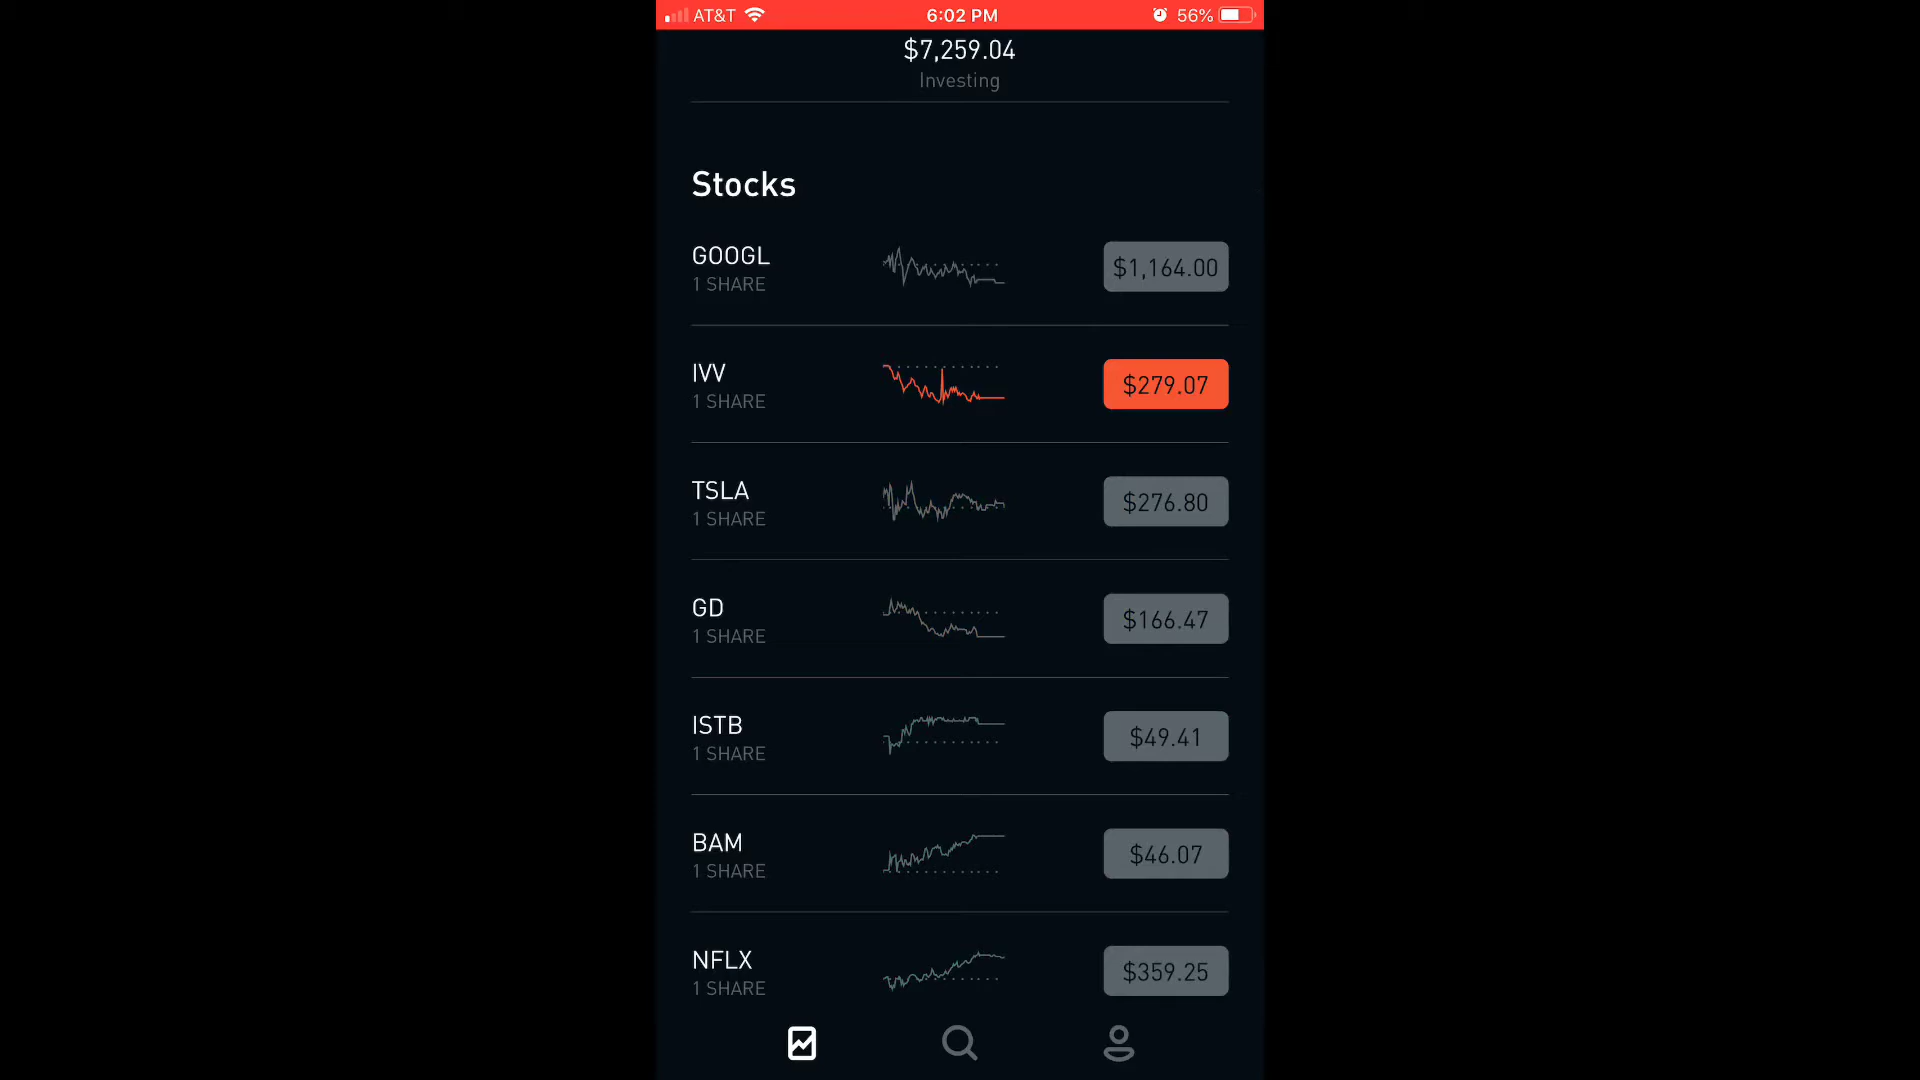 AT&T 6:02 PM 56%
$7,259.04
Investing
Stocks
GOOGL
1 SHARE
$1,164.00
IVV
1 SHARE
$279.07
TSLA
1 SHARE
$276.80
GD
1 SHARE
$166.47
ISTB
1 SHARE
$49.41
BAM
1 SHARE
$46.07
NFLX
1 SHARE
$359.25